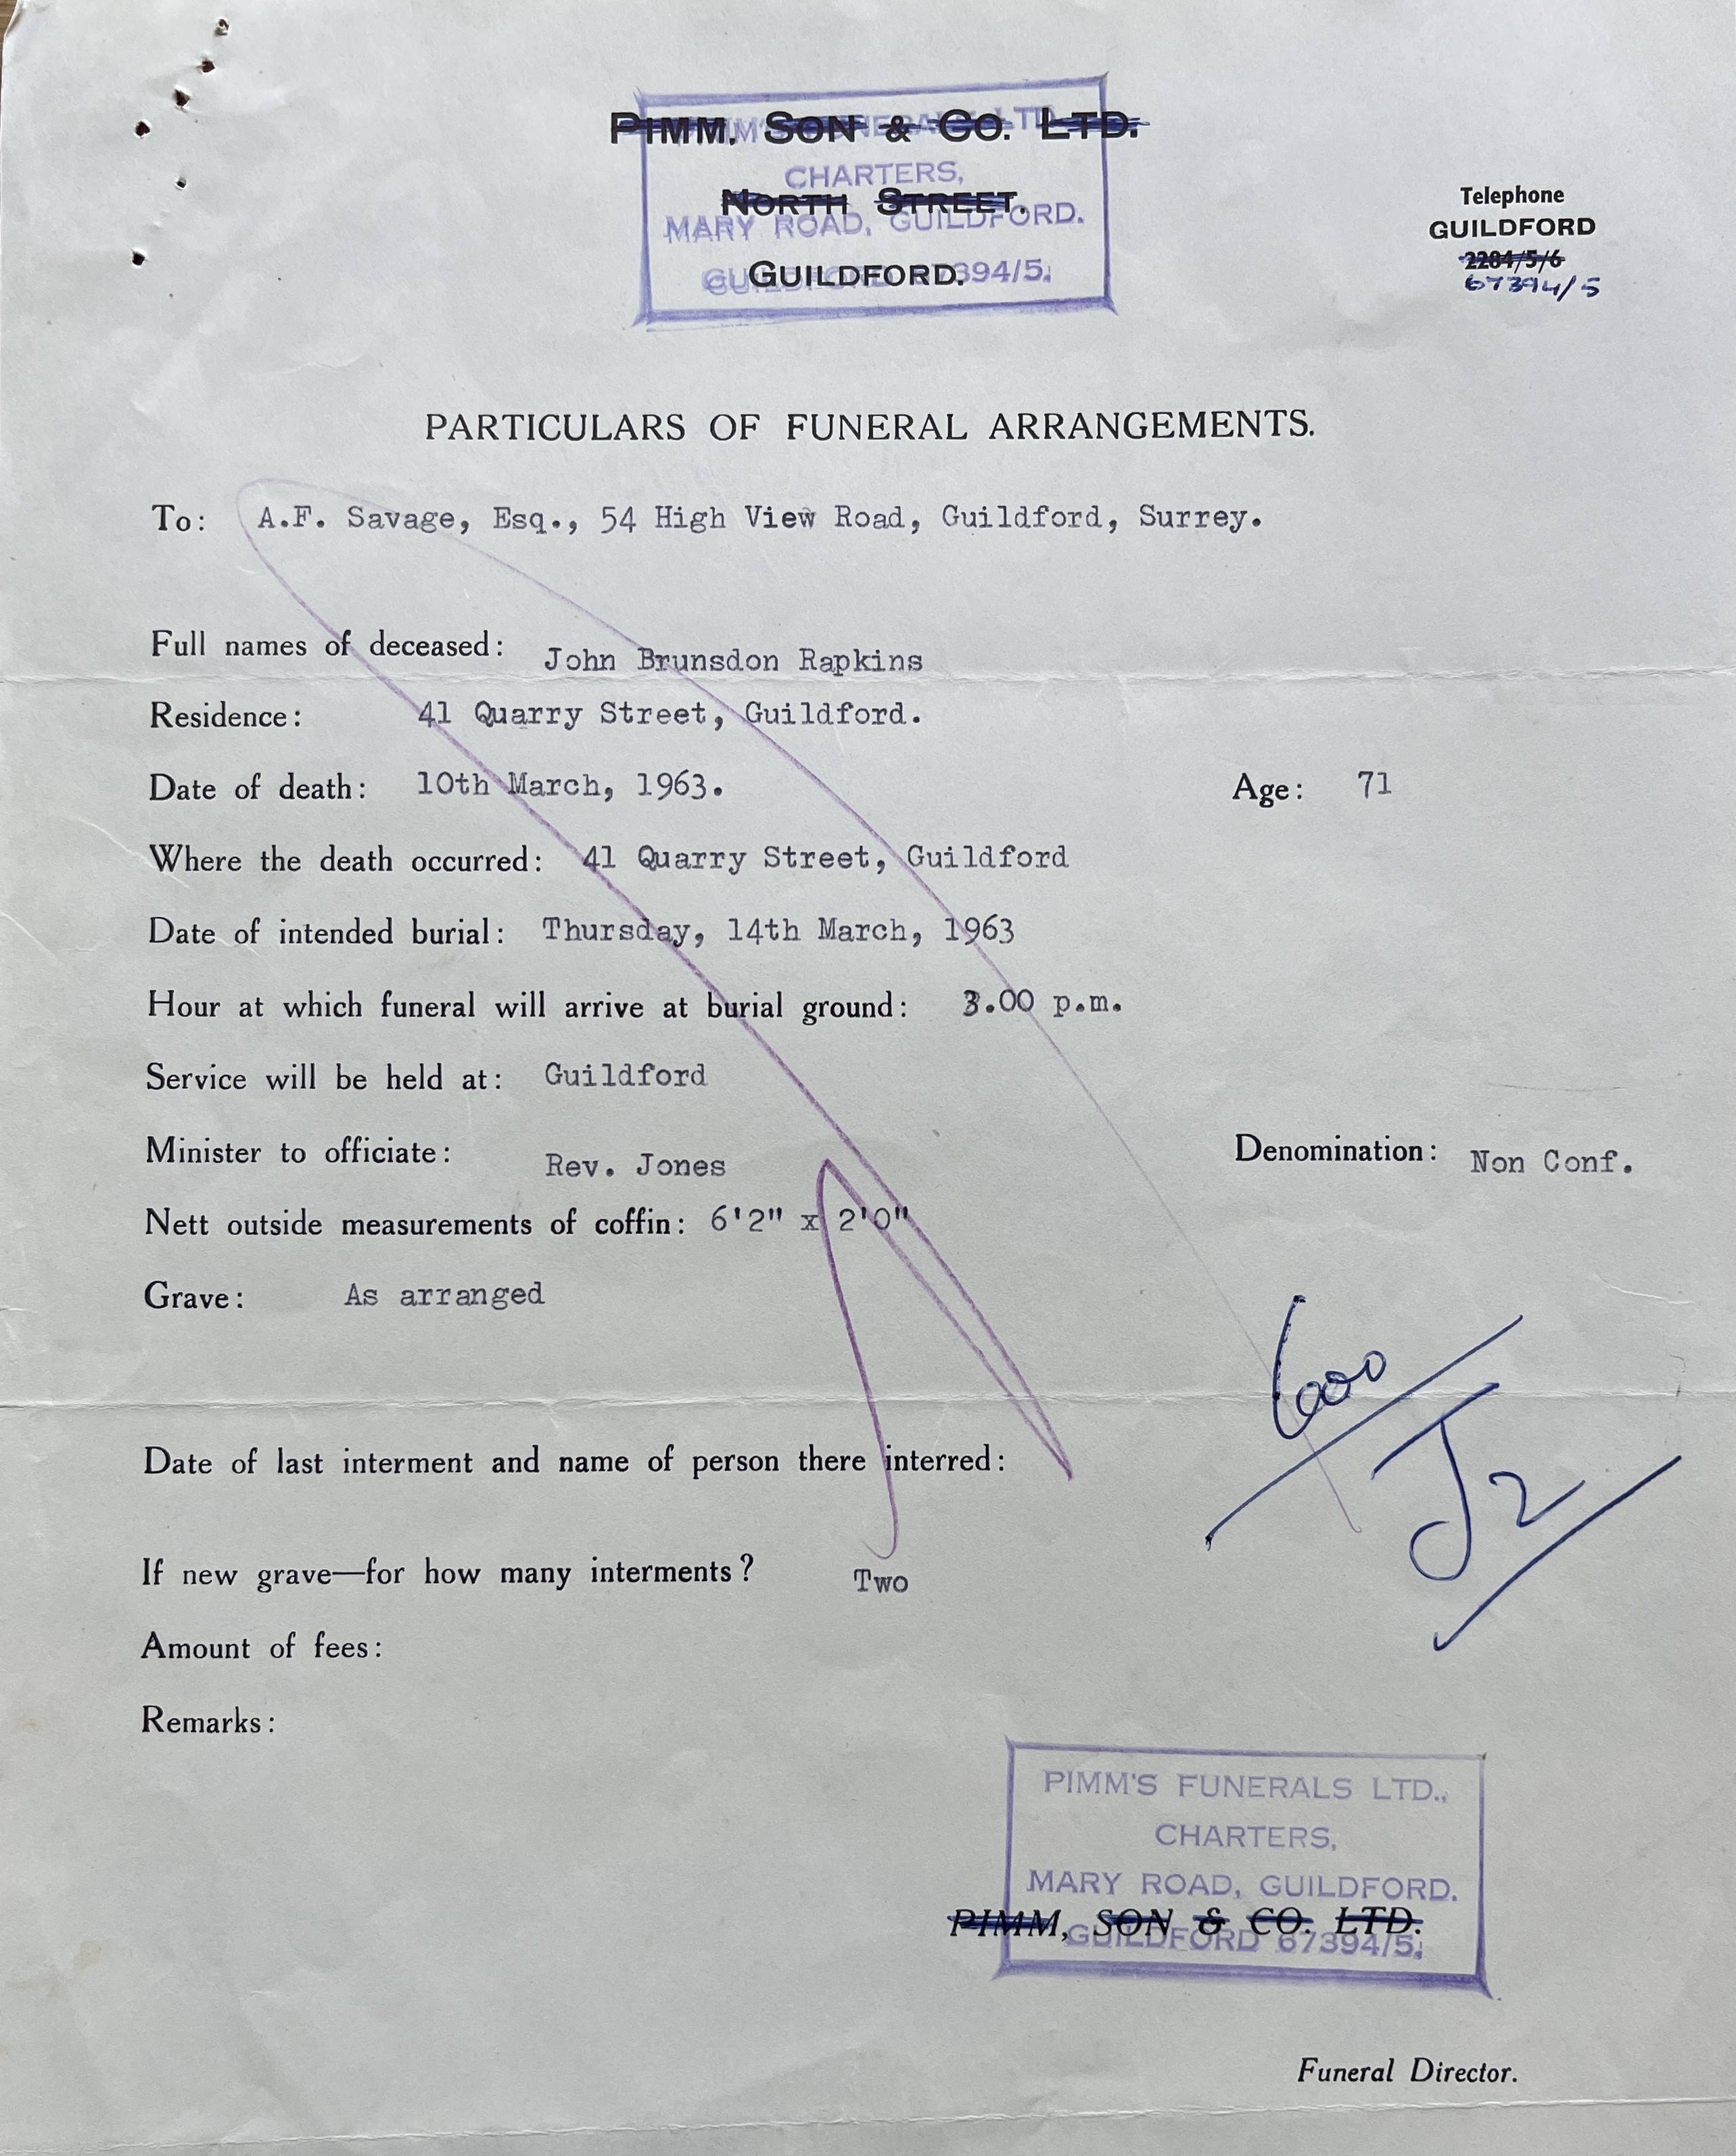 PIMM, SON & CO. LTD.
CHARTERS,
NORTH STREET,
MARY ROAD, GUILDFORD.
GUILDFORD.
GUILDFORD 67394/5.
Telephone
GUILDFORD
2284/5/6
67394/5
PARTICULARS OF FUNERAL ARRANGEMENTS.
To: A.F. Savage, Esq., 54 High View Road, Guildford, Surrey.
Full names of deceased: John Brunsdon Rapkins
Residence: 41 Quarry Street, Guildford.
Date of death: 10th March, 1963. Age: 71
Where the death occurred: 41 Quarry Street, Guildford
Date of intended burial: Thursday, 14th March, 1963
Hour at which funeral will arrive at burial ground: 3.00 p.m.
Service will be held at: Guildford
Minister to officiate: Rev. Jones Denomination: Non Conf.
Nett outside measurements of coffin: 6'2" x 2'0"
Grave: As arranged
600
J2
Date of last interment and name of person there interred:
If new grave—for how many interments? Two
Amount of fees:
Remarks:
PIMM'S FUNERALS LTD.,
CHARTERS,
MARY ROAD, GUILDFORD.
PIMM, SON & CO. LTD.
GUILDFORD 67394/5.
Funeral Director.